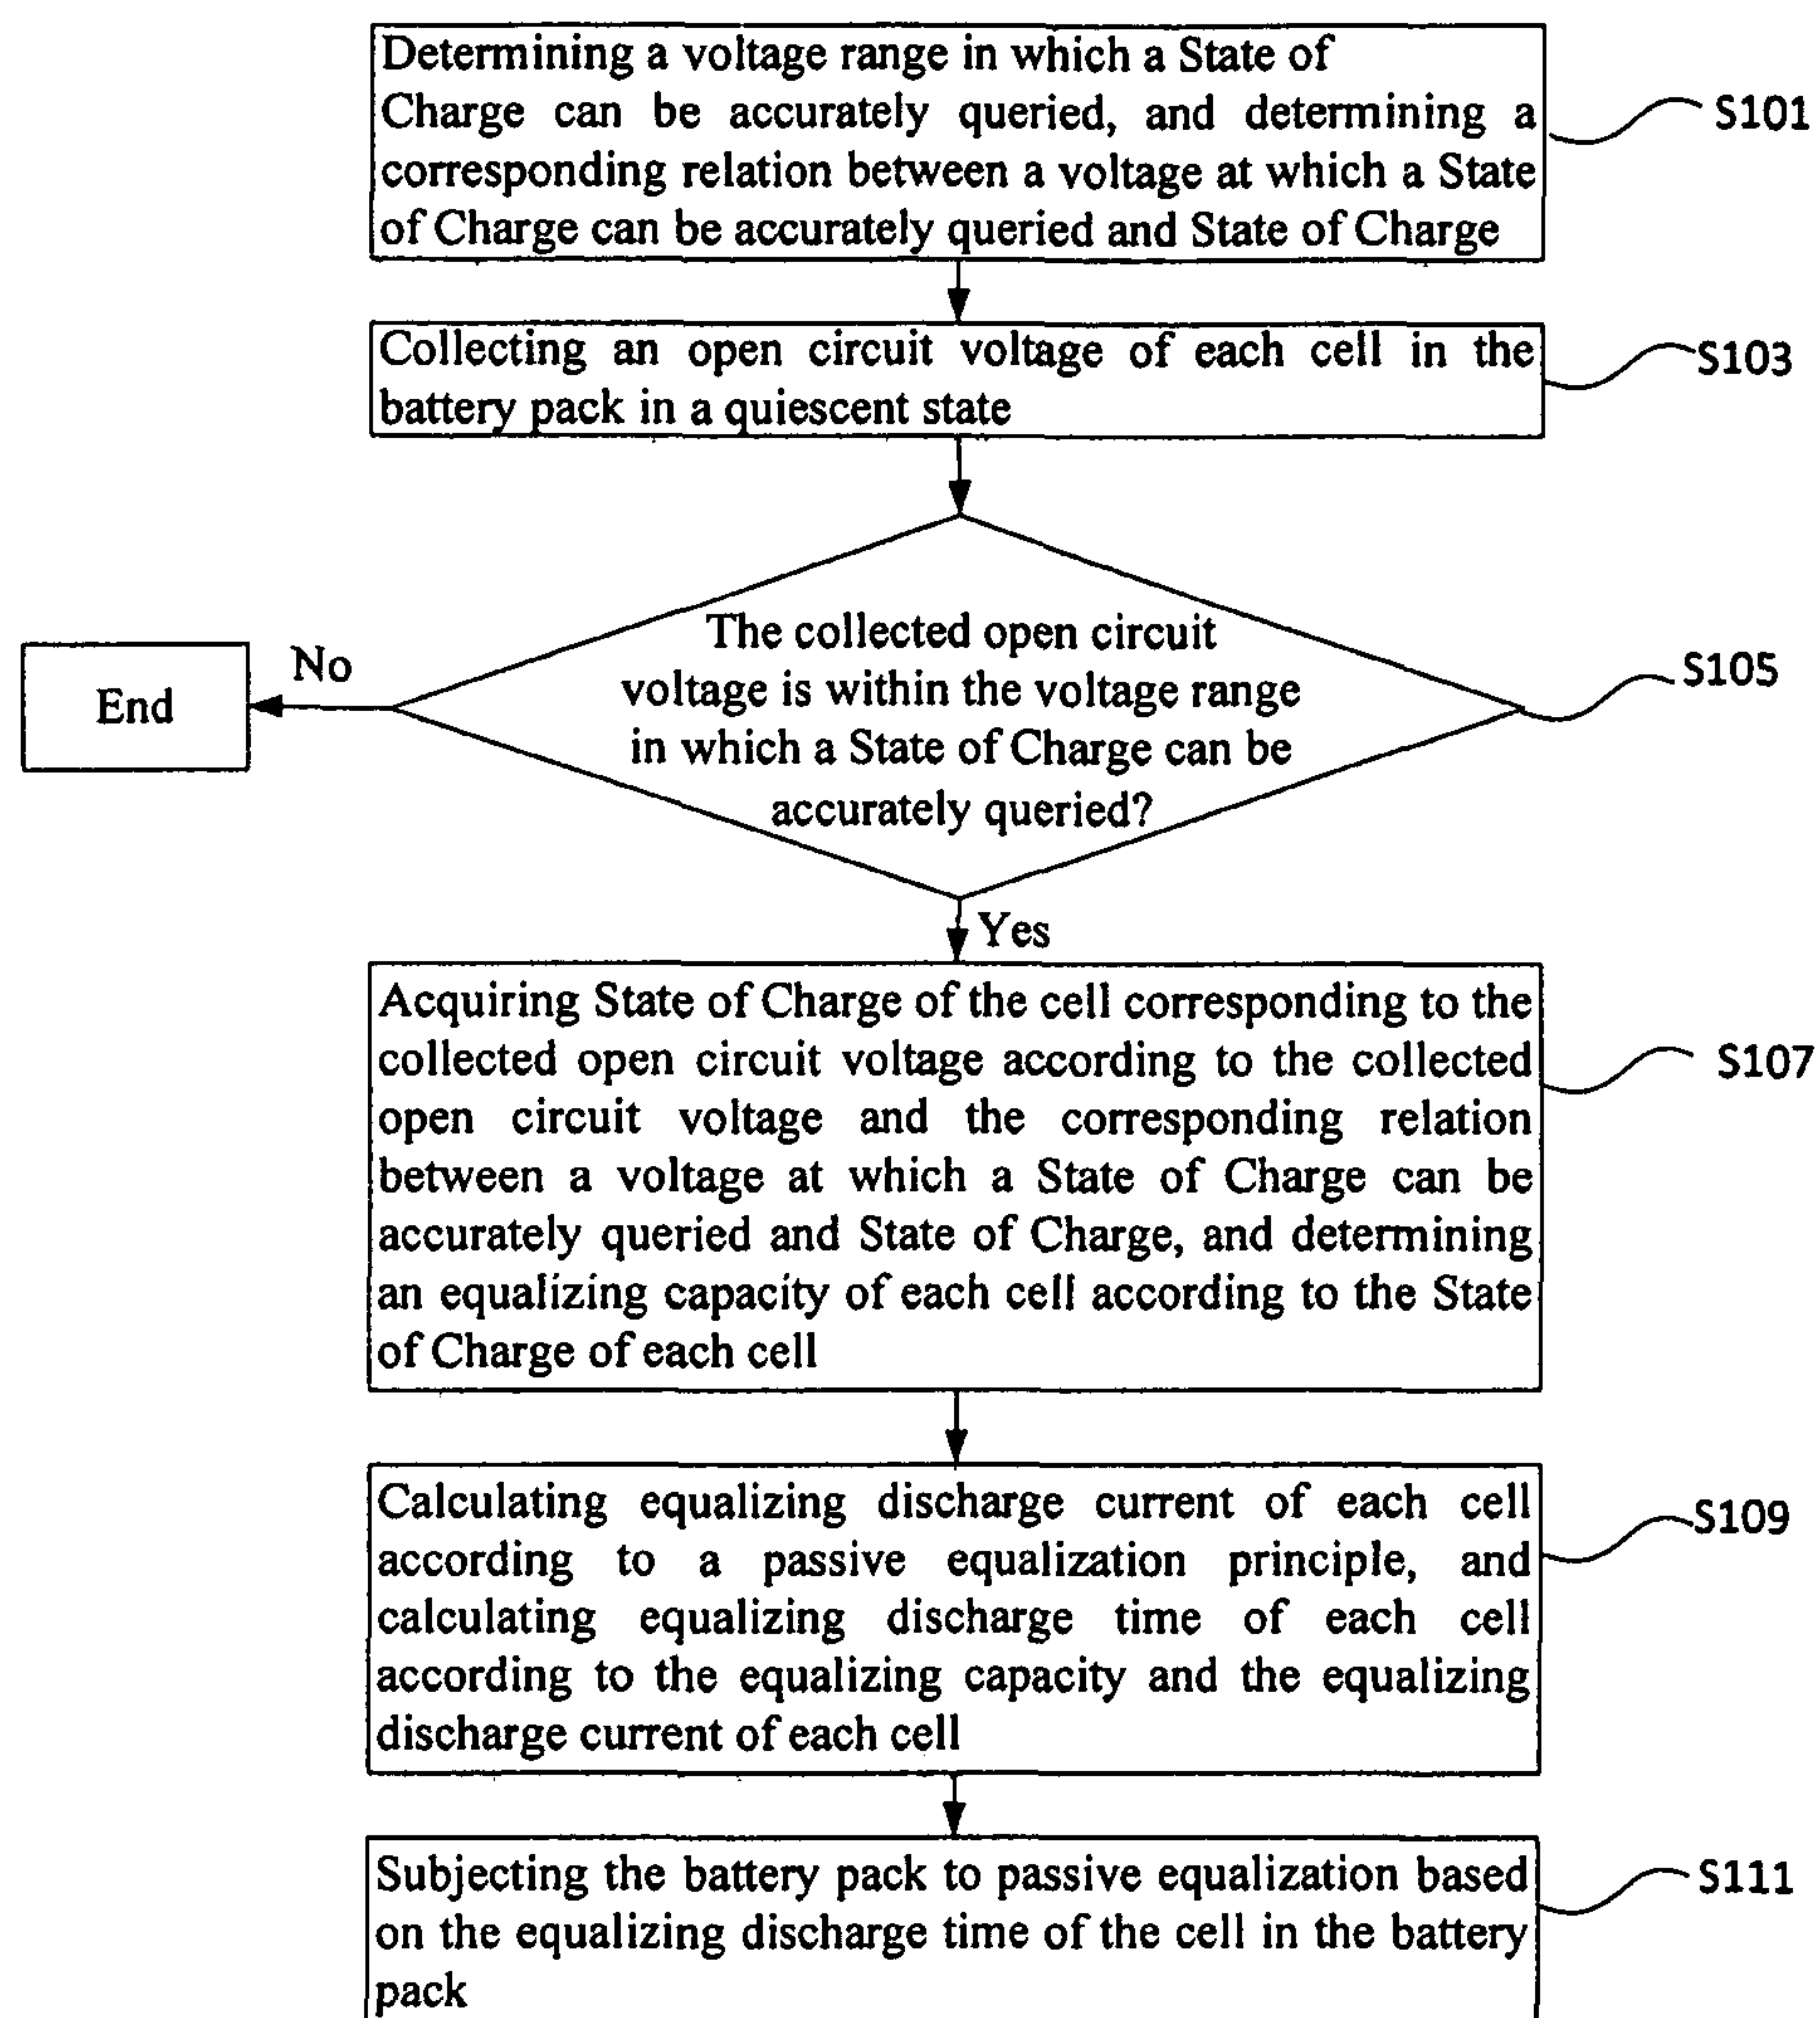 Determining a voltage range in which a State of
Charge can be accurately queried, and determining a
corresponding relation between a voltage at which a State
of Charge can be accurately queried and State of Charge
S101
Collecting an open circuit voltage of each cell in the
battery pack in a quiescent state
S103
The collected open circuit
voltage is within the voltage range
in which a State of Charge can be
accurately queried?
S105
No
End
Yes
Acquiring State of Charge of the cell corresponding to the
collected open circuit voltage according to the collected
open circuit voltage and the corresponding relation
between a voltage at which a State of Charge can be
accurately queried and State of Charge, and determining
an equalizing capacity of each cell according to the State
of Charge of each cell
S107
Calculating equalizing discharge current of each cell
according to a passive equalization principle, and
calculating equalizing discharge time of each cell
according to the equalizing capacity and the equalizing
discharge current of each cell
S109
Subjecting the battery pack to passive equalization based
on the equalizing discharge time of the cell in the battery
pack
S111